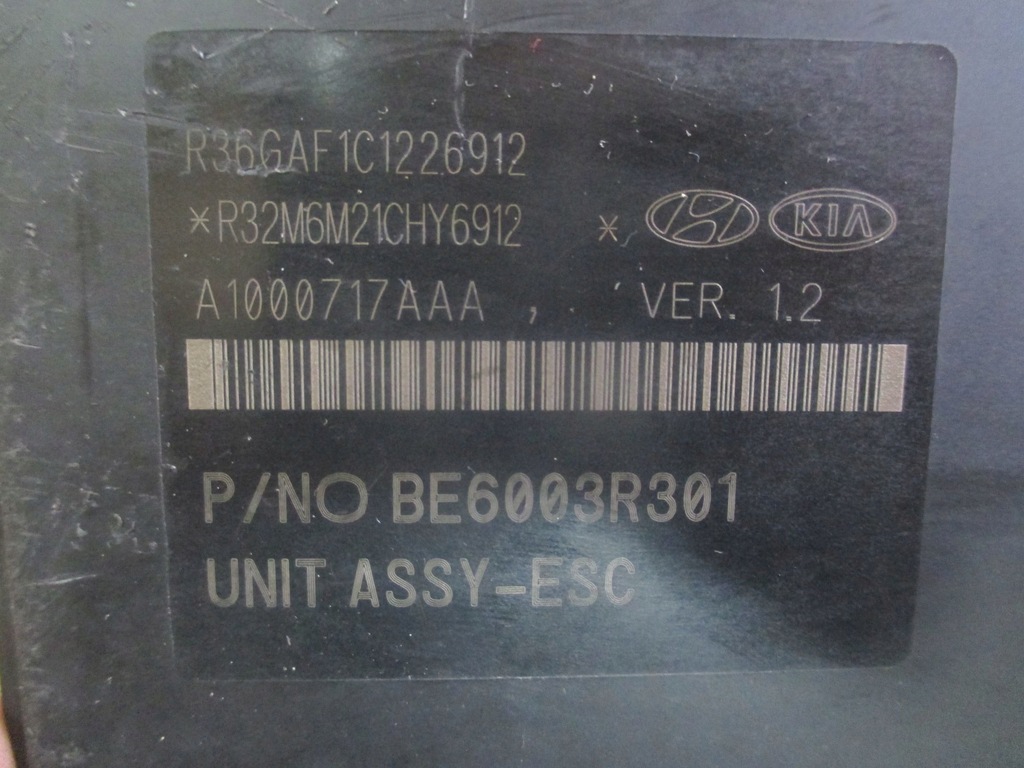 R36GAF1C1226912
*R32M6M21CHY6912 * KIA
A1000717AAA , VER. 1.2
P/NO BE6003R301
UNIT ASSY-ESC